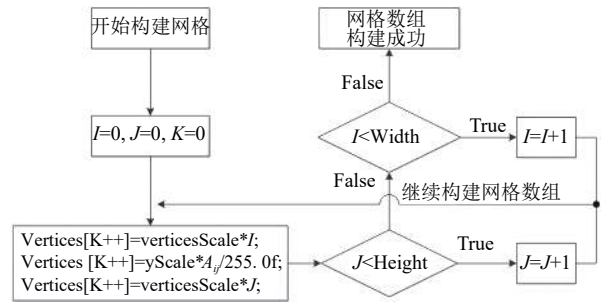 开始构建网格
网格数组
构建成功
False
I=0, J=0, K=0
I<Width
True
I=I+1
False
继续构建网格数组
Vertices[K++]=verticesScale*I;
Vertices [K++]=yScale*Aij/255. 0f;
Vertices[K++]=verticesScale*J;
J<Height
True
J=J+1